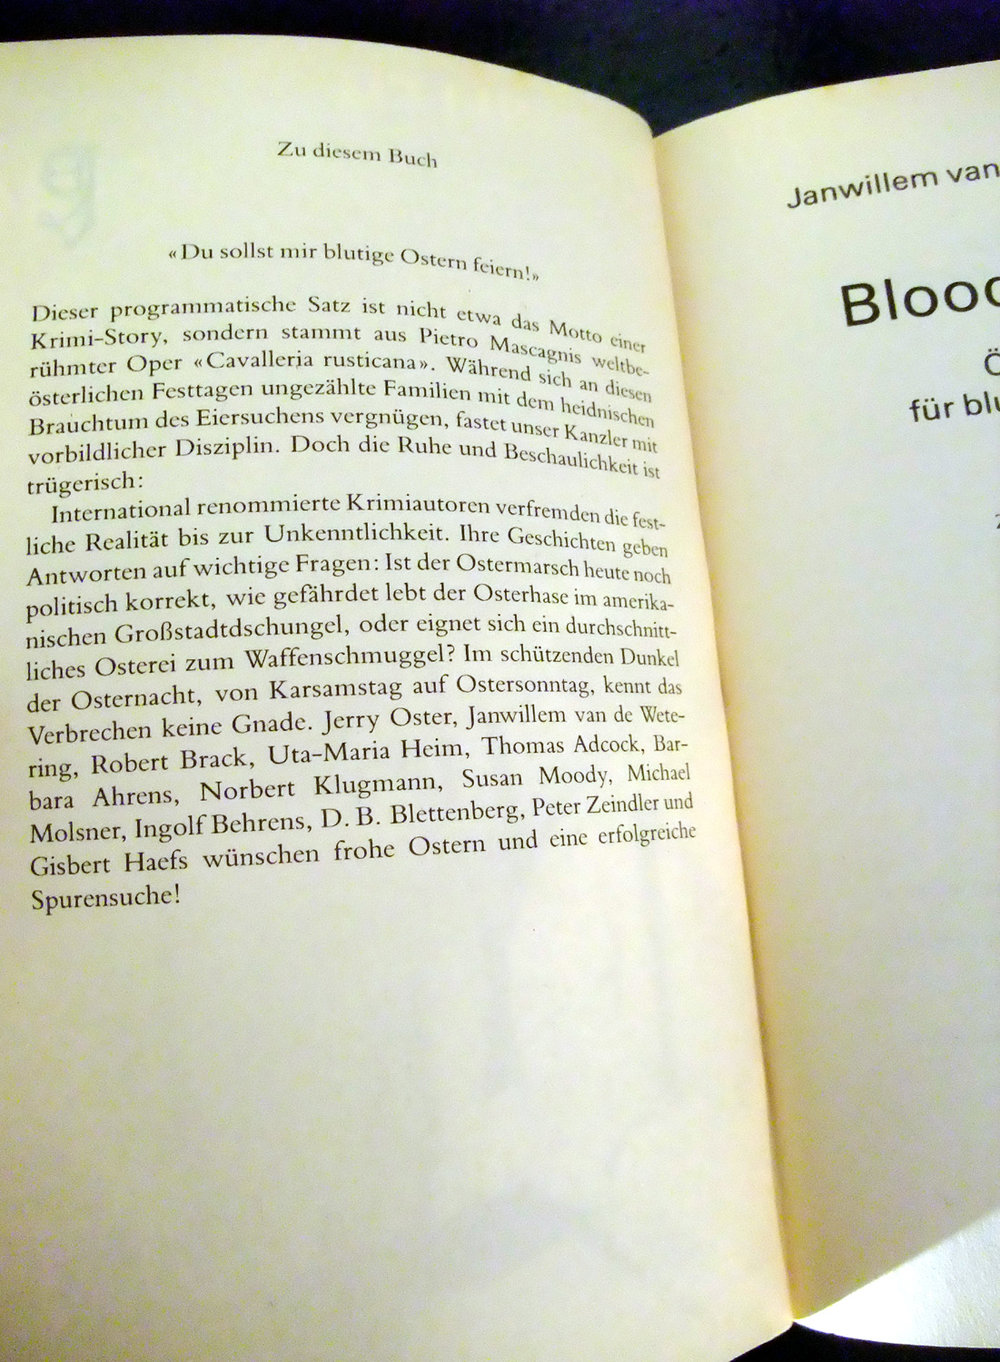 Zu diesem Buch
«Du sollst mir blutige Ostern feiern!»
Dieser programmatische Satz ist nicht etwa das Motto einer
Krimi-Story, sondern stammt aus Pietro Mascagnis weltbe-
rühmter Oper «Cavalleria rusticana». Während sich an diesen
österlichen Festtagen ungezählte Familien mit dem heidnischen
Brauchtum des Eiersuchens vergnügen, fastet unser Kanzler mit
vorbildlicher Disziplin. Doch die Ruhe und Beschaulichkeit ist
trügerisch:
International renommierte Krimiautoren verfremden die fest-
liche Realität bis zur Unkenntlichkeit. Ihre Geschichten geben
Antworten auf wichtige Fragen: Ist der Ostermarsch heute noch
politisch korrekt, wie gefährdet lebt der Osterhase im amerika-
nischen Großstadtdschungel, oder eignet sich ein durchschnitt-
liches Osterei zum Waffenschmuggel? Im schützenden Dunkel
der Osternacht, von Karsamstag auf Ostersonntag, kennt das
Verbrechen keine Gnade. Jerry Oster, Janwillem van de Wete-
ring, Robert Brack, Uta-Maria Heim, Thomas Adcock, Bar-
bara Ahrens, Norbert Klugmann, Susan Moody, Michael
Molsner, Ingolf Behrens, D. B. Blettenberg, Peter Zeindler und
Gisbert Haefs wünschen frohe Ostern und eine erfolgreiche
Spurensuche!
Janwillem van
Blood
für blu